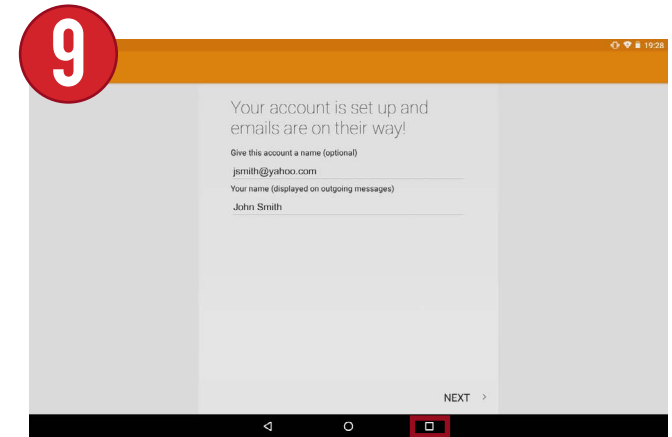 9
19:28
Your account is set up and
emails are on their way!
Give this account a name (optional)
jsmith@yahoo.com
Your name (displayed on outgoing messages)
John Smith
NEXT